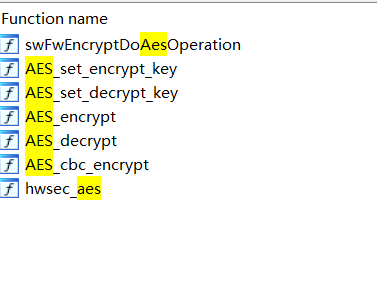 Function name
swFwEncryptDoAesOperation
AES_set_encrypt_key
AES_set_decrypt_key
AES_encrypt
AES_decrypt
AES_cbc_encrypt
hwsec_aes